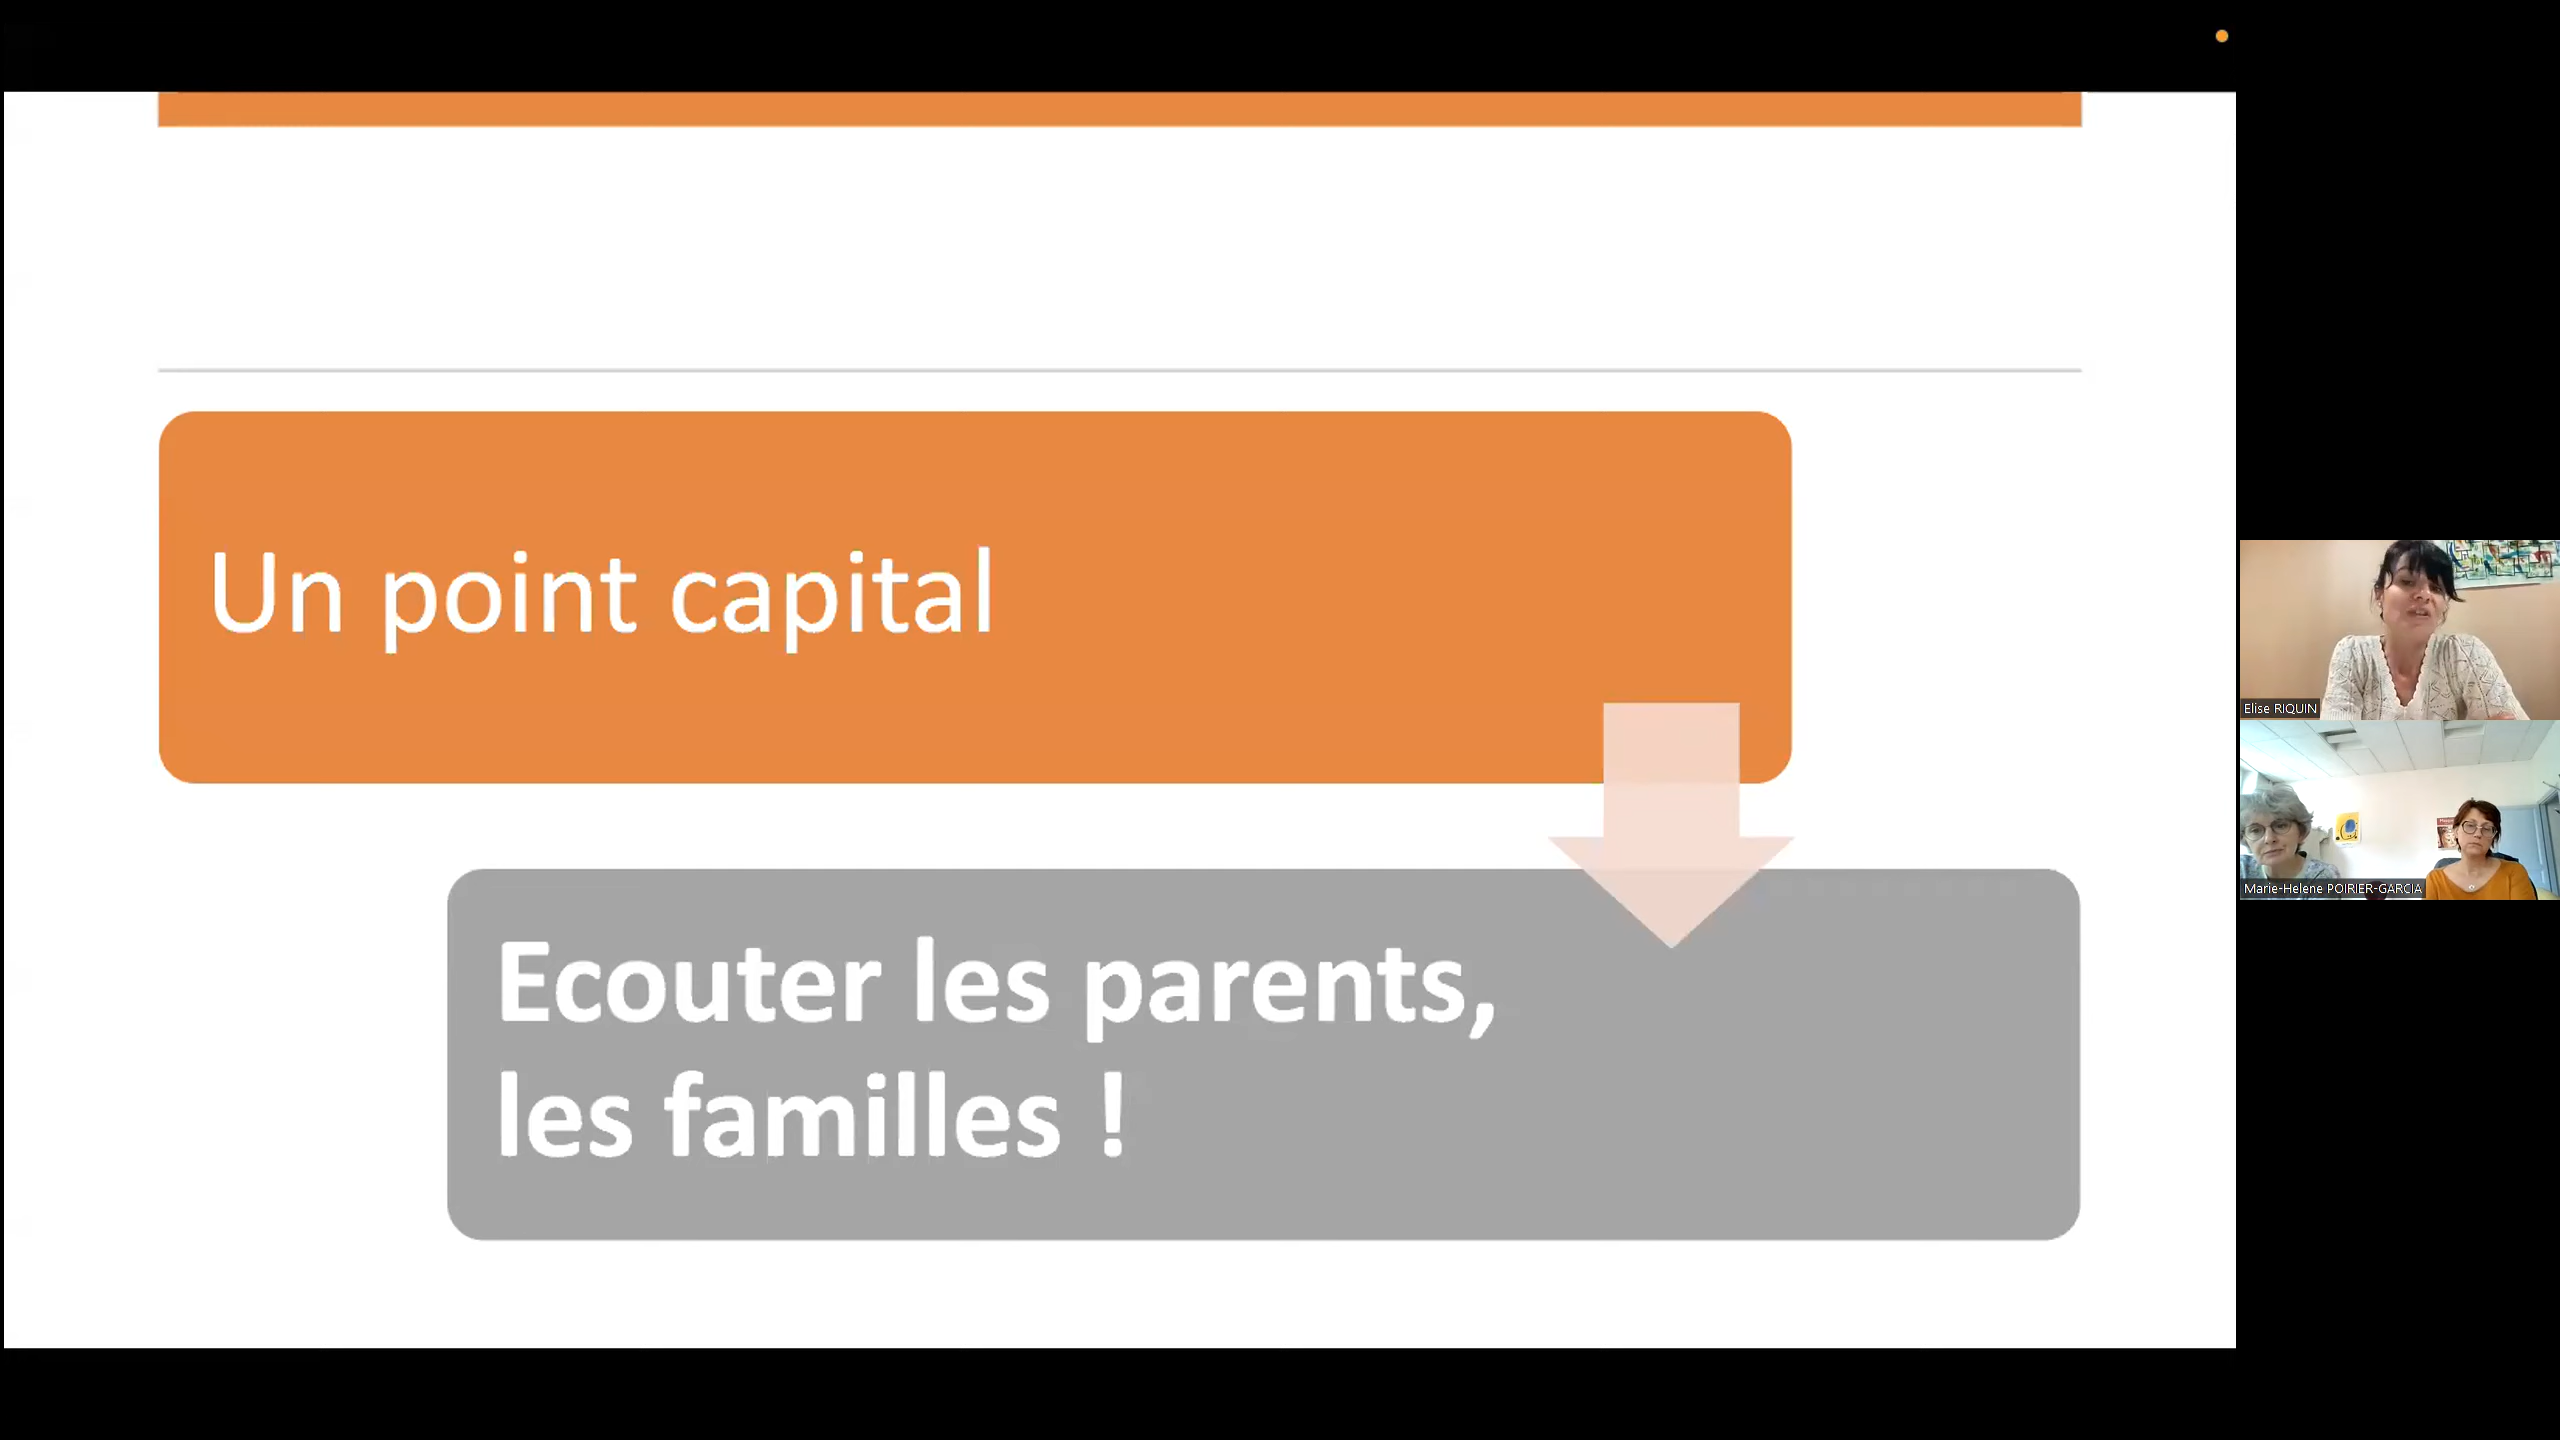 Un point capital
Ecouter les parents,
les familles !
Elise RIQUIN
Marie-Helene POIRIER-GARCIA